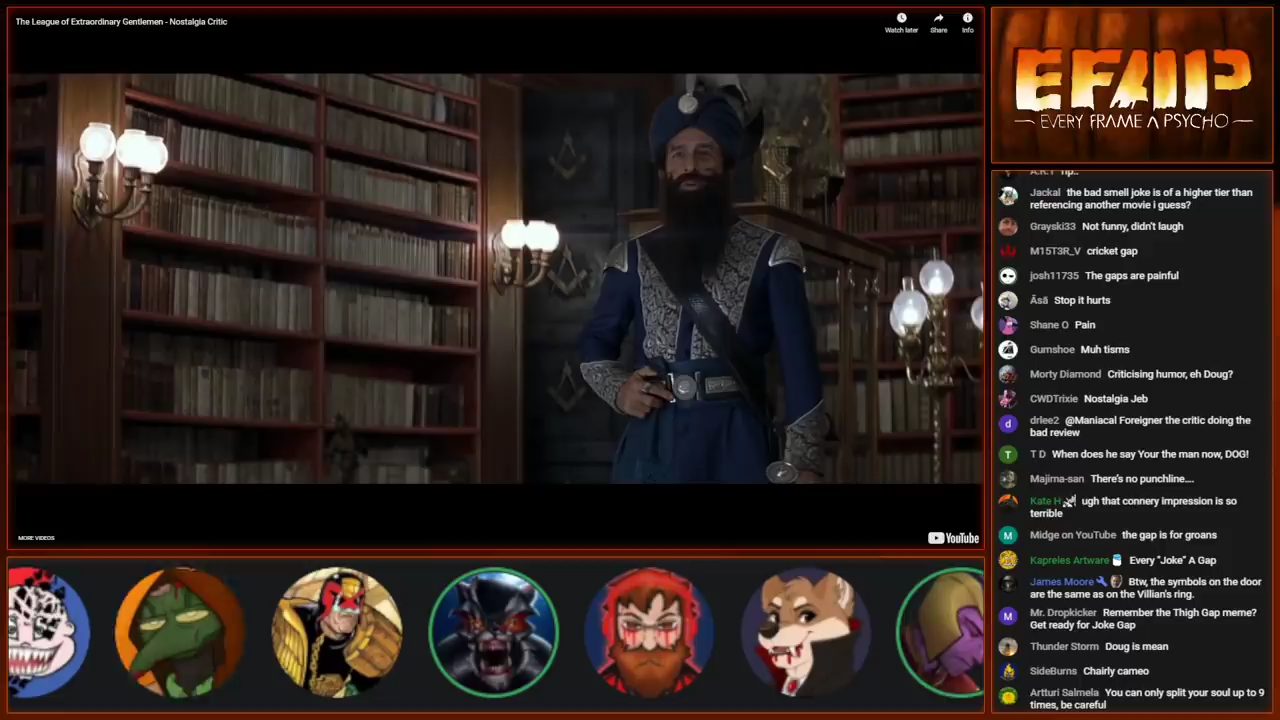 The League of Extraordinary Gentlemen - Nostalgia Critic
Watch later
Share
Info
MORE VIDEOS
YouTube
EFAP
EVERY FRAME A PSYCHO
Jackal the bad smell joke is of a higher tier than
referencing another movie i guess?
Grayski33 Not funny, didn't laugh
M15T3R_V cricket gap
josh11735 The gaps are painful
Äsä Stop it hurts
Shane O Pain
Gumshoe Muh tisms
Morty Diamond Criticising humor, eh Doug?
CWDTrixie Nostalgia Jeb
d
drlee2 @Maniacal Foreigner the critic doing the
bad review
T
T D When does he say Your the man now, DOG!
Majima-san There's no punchline....
Kate H ugh that connery impression is so
terrible
M
Midge on YouTube the gap is for groans
Kapreles Artware Every "Joke" A Gap
James Moore Btw, the symbols on the door
are the same as on the Villian's ring.
M
Mr. Dropkicker Remember the Thigh Gap meme?
Get ready for Joke Gap
Thunder Storm Doug is mean
SideBurns Chairly cameo
Artturi Salmela You can only split your soul up to 9
times, be careful